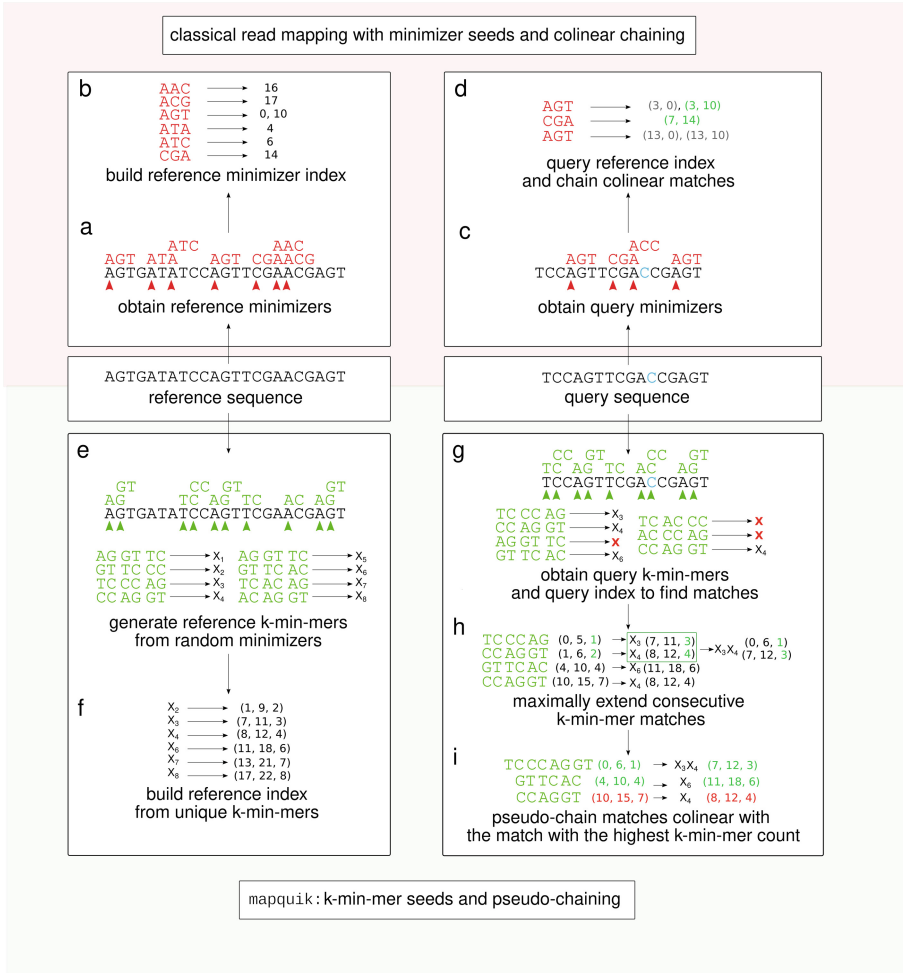 classical read mapping with minimizer seeds and colinear chaining
b
AAC 16
ACG 17
AGT 0, 10
ATA 4
ATC 6
CGA 14
build reference minimizer index
a
ATC AAC
AGT ATA AGT CGAACG
AGTGATATCCAGTTCGAACGAGT
obtain reference minimizers
d
AGT (3, 0), (3, 10)
CGA (7, 14)
AGT (13, 0), (13, 10)
query reference index
and chain colinear matches
c
ACC
AGT CGA AGT
TCCAGTTCGACCGAGT
obtain query minimizers
AGTGATATCCAGTTCGAACGAGT
reference sequence
TCCAGTTCGACCGAGT
query sequence
e
GT CC GT GT
AG TC AG TC AC AG
AGTGATATCCAGTTCGAACGAGT
AG GT TC X1 AG GT TC X5
GT TC CC X2 GT TC AC X6
TC CC AG X3 TC AC AG X7
CC AG GT X4 AC AG GT X8
generate reference k-min-mers
from random minimizers
f
X2 (1, 9, 2)
X3 (7, 11, 3)
X4 (8, 12, 4)
X6 (11, 18, 6)
X7 (13, 21, 7)
X8 (17, 22, 8)
build reference index
from unique k-min-mers
g
CC GT CC GT
TC AG TC AC AG
TCCAGTTCGACCGAGT
TC CC AG X3
CC AG GT X4
AG GT TC X
GT TC AC X6
TC AC CC X
AC CC AG X
CC AG GT X4
obtain query k-min-mers
and query index to find matches
h
TCCCAG (0, 5, 1) X3 (7, 11, 3)
CCAGGT (1, 6, 2) X4 (8, 12, 4)
X3X4 (0, 6, 1)
(7, 12, 3)
GTTCAC (4, 10, 4) X6 (11, 18, 6)
CCAGGT (10, 15, 7) X4 (8, 12, 4)
maximally extend consecutive
k-min-mer matches
i
TCCCAGGT (0, 6, 1) X3X4 (7, 12, 3)
GTTCAC (4, 10, 4) X6 (11, 18, 6)
CCAGGT (10, 15, 7) X4 (8, 12, 4)
pseudo-chain matches colinear with
the match with the highest k-min-mer count
mapquik: k-min-mer seeds and pseudo-chaining